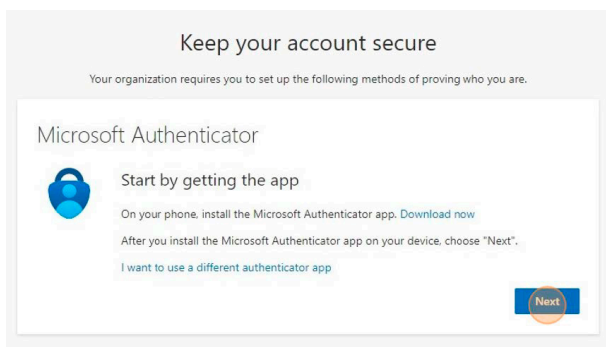 Keep your account secure
Your organization requires you to set up the following methods of proving who you are.
Microsoft Authenticator
Start by getting the app
On your phone, install the Microsoft Authenticator app. Download now
After you install the Microsoft Authenticator app on your device, choose "Next".
I want to use a different authenticator app
Next